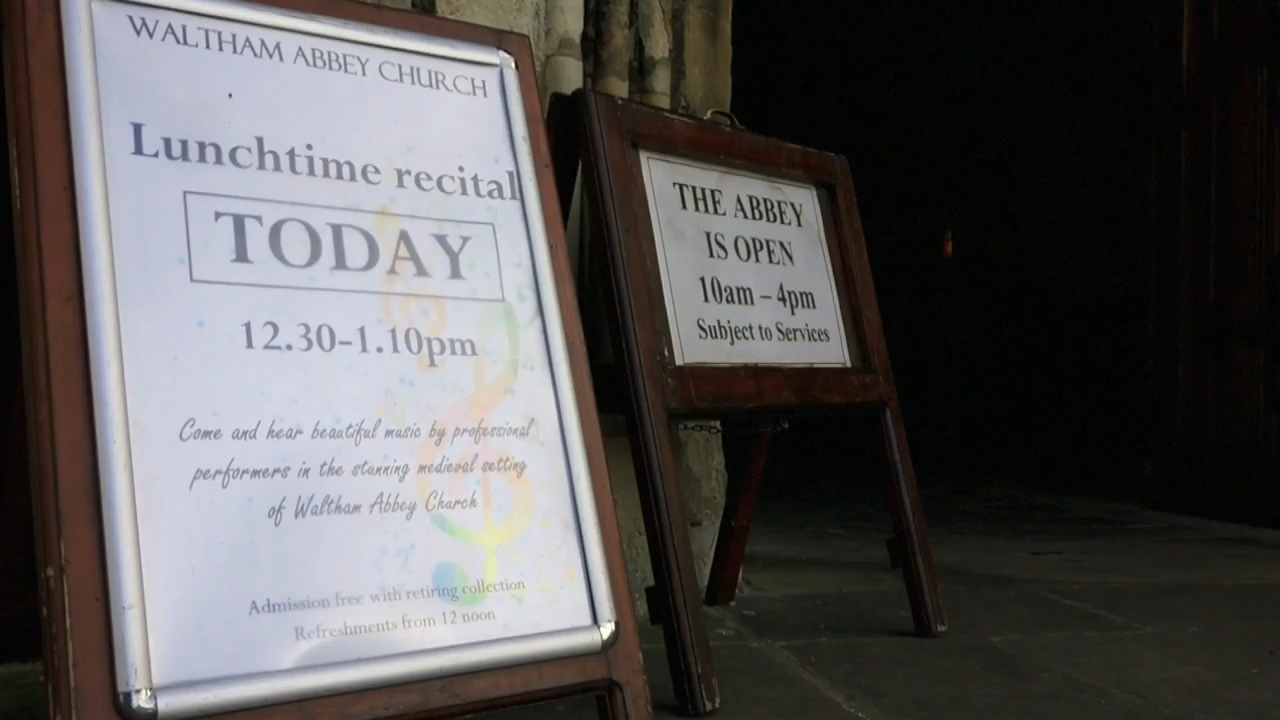 WALTHAM ABBEY CHURCH
Lunchtime recital
TODAY
12.30-1.10pm
Come and hear beautiful music by professional
performers in the stunning medieval setting
of Waltham Abbey Church
Admission free with retiring collection
Refreshments from 12 noon
THE ABBEY
IS OPEN
10am – 4pm
Subject to Services